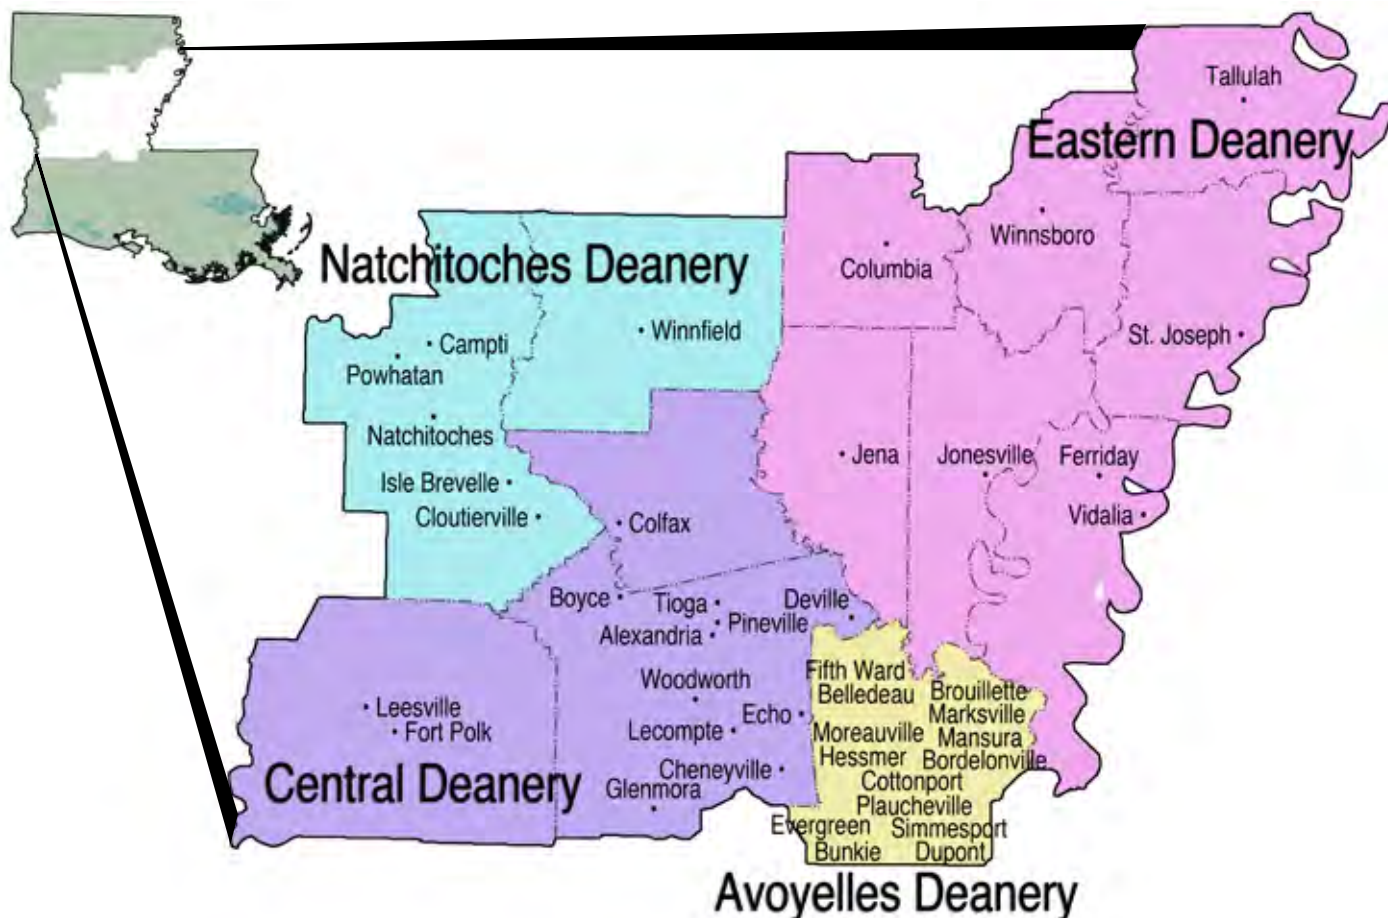 Tallulah
Eastern Deanery
Winnsboro
Columbia
Natchitoches Deanery
Winnfield
St. Joseph
Campti
Powhatan
Natchitoches
Jena
Jonesville
Ferriday
Isle Brevelle
Cloutierville
Vidalia
Colfax
Boyce
Tioga
Deville
Pineville
Alexandria
Fifth Ward
Belledeau
Brouillette
Woodworth
Leesville
Echo
Marksville
Fort Polk
Lecompte
Moreauville
Mansura
Hessmer
Bordelonville
Cheneyville
Central Deanery
Glenmora
Cottonport
Plaucheville
Evergreen
Simmesport
Bunkie
Dupont
Avoyelles Deanery